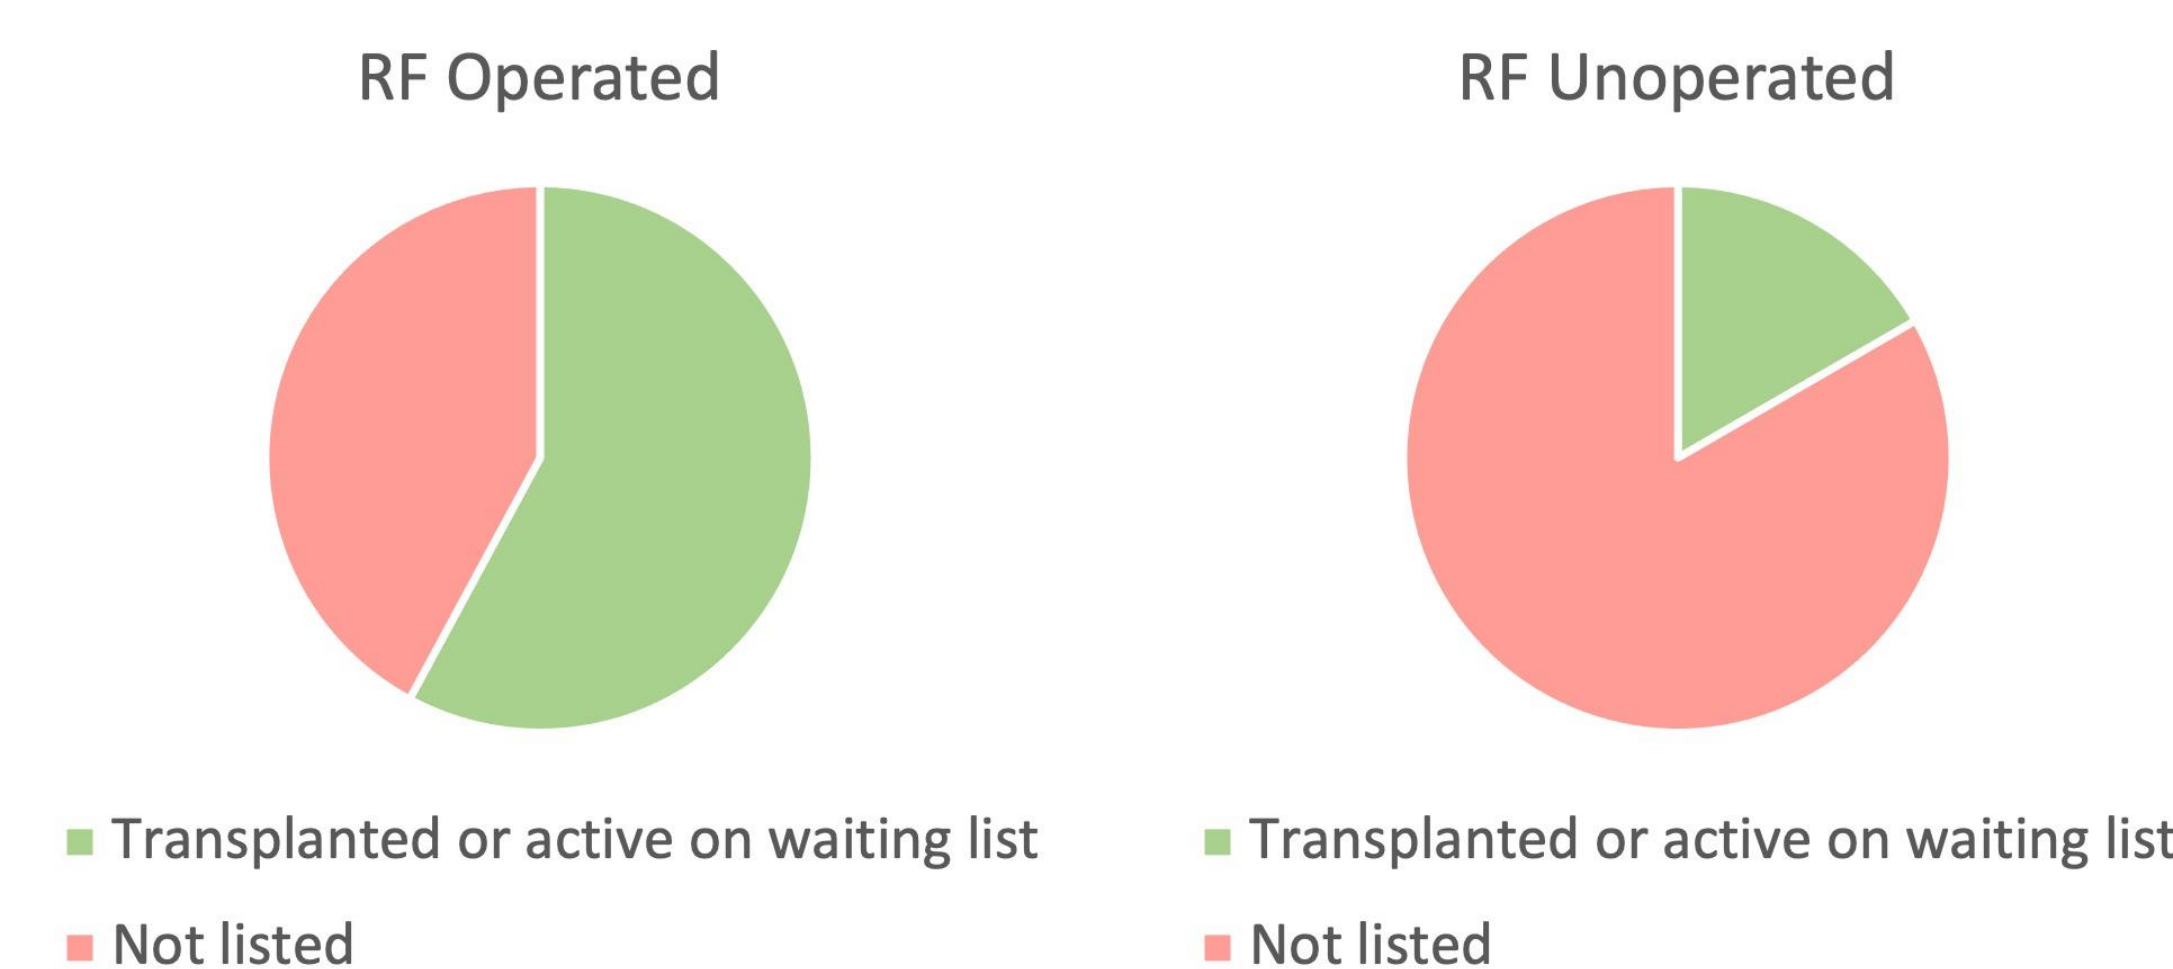 RF Operated
Transplanted or active on waiting list
Not listed
RF Unoperated
Transplanted or active on waiting list
Not listed